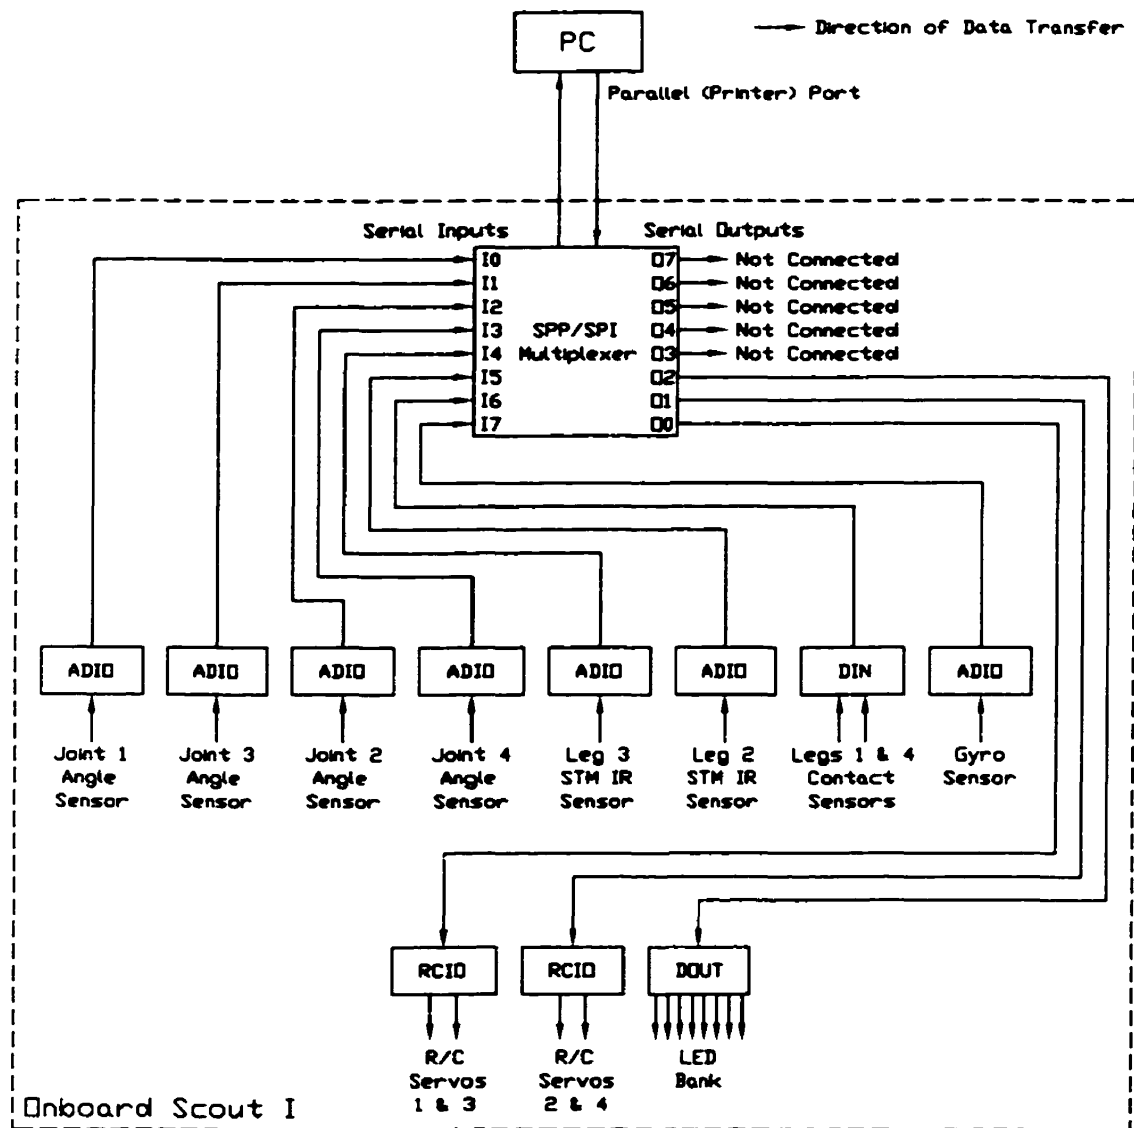 PC
Direction of Data Transfer
Parallel (Printer) Port
Serial Inputs
Serial Outputs
I0
I1
I2
I3
I4
I5
I6
I7
SPP/SPI
Multiplexer
O7
O6
O5
O4
O3
O2
O1
O0
Not Connected
Not Connected
Not Connected
Not Connected
Not Connected
ADIO
ADIO
ADIO
ADIO
ADIO
ADIO
DIN
ADIO
Joint 1
Angle
Sensor
Joint 3
Angle
Sensor
Joint 2
Angle
Sensor
Joint 4
Angle
Sensor
Leg 3
STM IR
Sensor
Leg 2
STM IR
Sensor
Legs 1 & 4
Contact
Sensors
Gyro
Sensor
RCIO
RCIO
DOUT
R/C
Servos
1 & 3
R/C
Servos
2 & 4
LED
Bank
Onboard Scout I